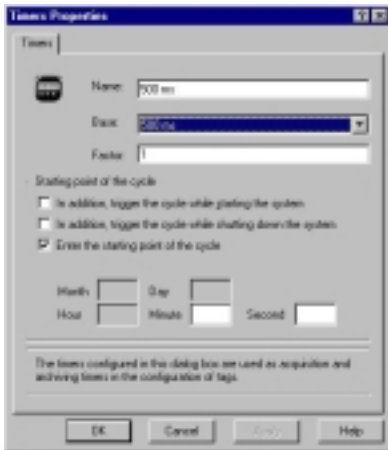 Timers Properties
Timers
Name: 500 ms
Base: 500 ms
Factor: 1
Starting point of the cycle
In addition, trigger the cycle while starting the system
In addition, trigger the cycle while shutting down the system
Enter the starting point of the cycle
Month Day
Hour Minute Second
The timers configured in this dialog box are used as acquisition and
archiving timers in the configuration of tags.
OK Cancel Apply Help